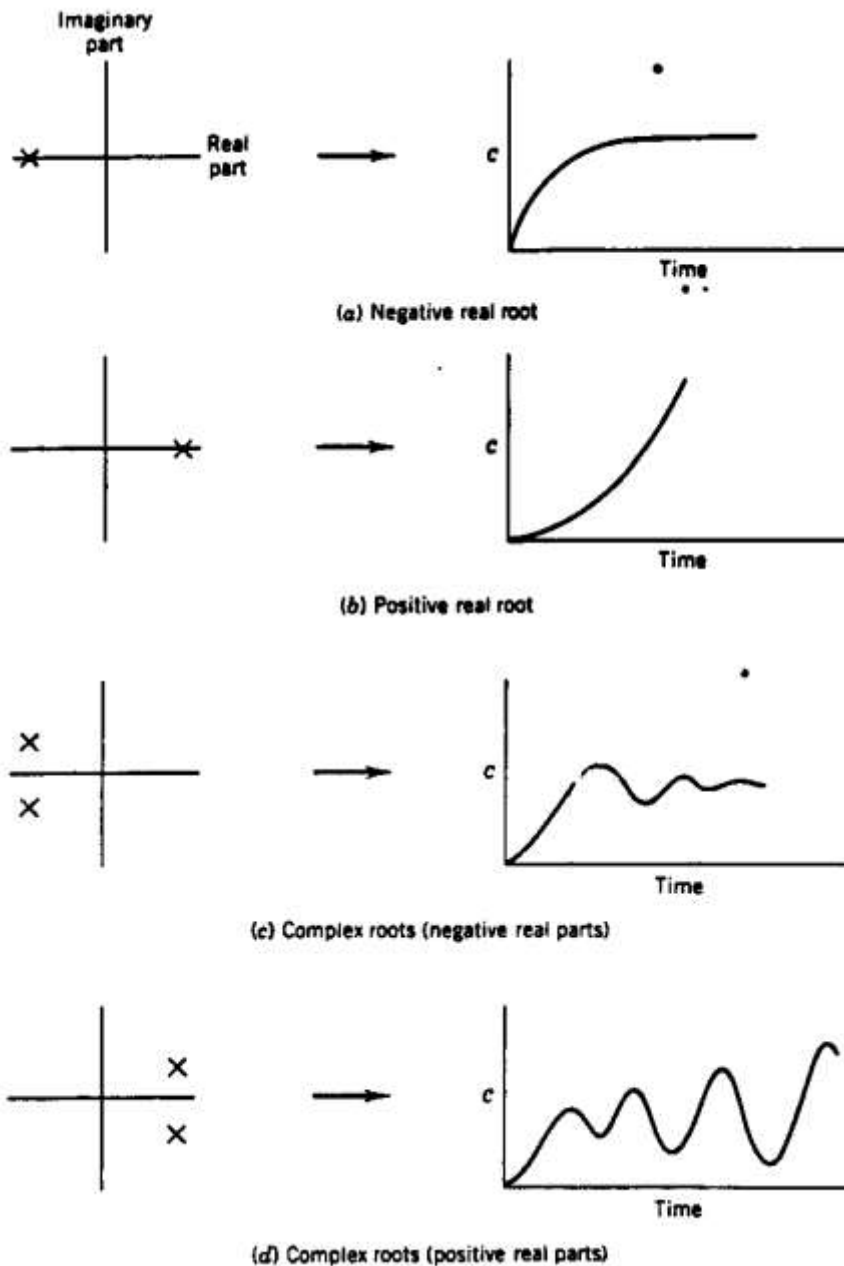 Imaginary
part
Real
part
c
Time
(a) Negative real root
c
Time
(b) Positive real root
c
Time
(c) Complex roots (negative real parts)
c
Time
(d) Complex roots (positive real parts)